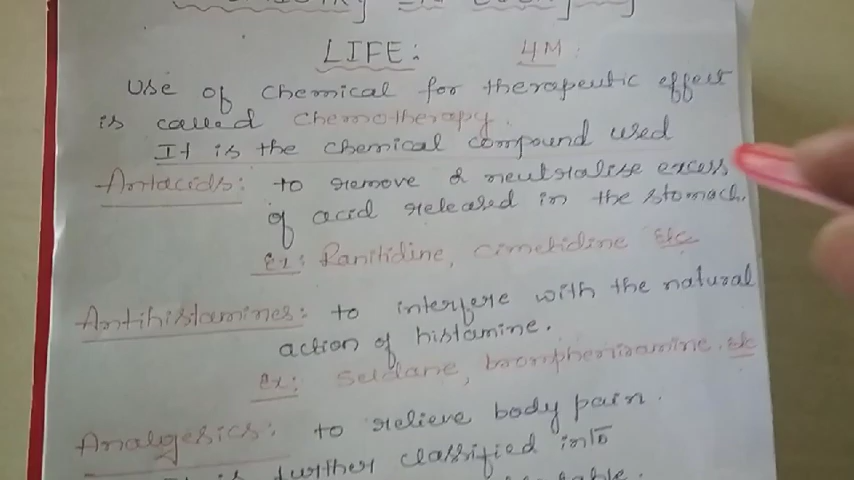 LIFE: 4M:
Use of chemical for therapeutic effect
is called chemotherapy.
It is the chemical compound used
Antacids: to remove & neutralise excess
of acid released in the stomach.
Ex: Ranitidine, cimetidine Etc
Antihistamines: to interfere with the natural
action of histamine.
Ex: Seldane, brompheniramine. Etc
Analgesics: to relieve body pain.
further classified into